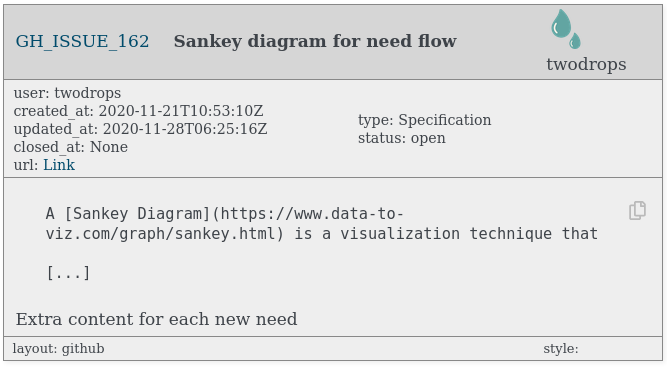 GH_ISSUE_162 Sankey diagram for need flow
twodrops
user: twodrops
created_at: 2020-11-21T10:53:10Z
updated_at: 2020-11-28T06:25:16Z
closed_at: None
url: Link
type: Specification
status: open
A [Sankey Diagram](https://www.data-to-
viz.com/graph/sankey.html) is a visualization technique that
[...]
Extra content for each new need
layout: github style: